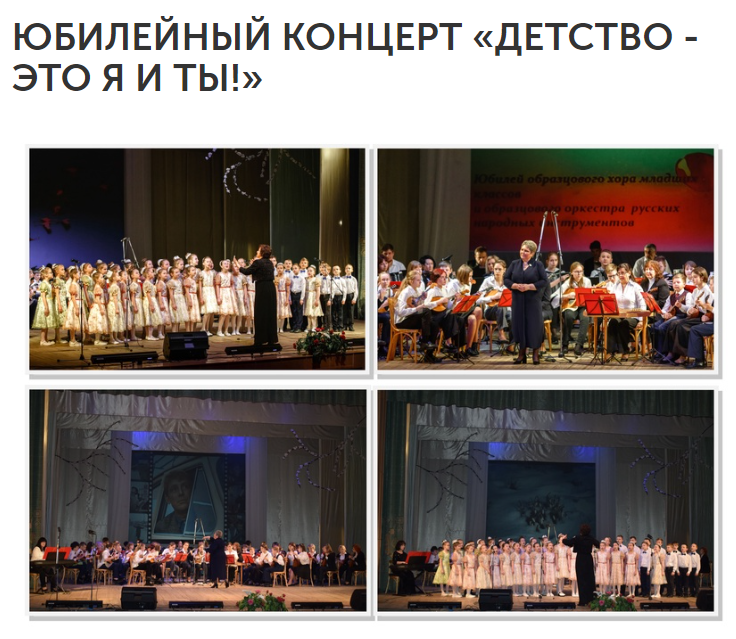 ЮБИЛЕЙНЫЙ КОНЦЕРТ «ДЕТСТВО -
ЭТО Я И ТЫ!»
Юбилей образцового хора младших
классов
и образцового оркестра русских
народных инструментов